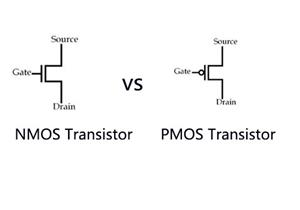 Source
Source
Gate
Gate
vs
Drain
Drain
NMOS Transistor
PMOS Transistor